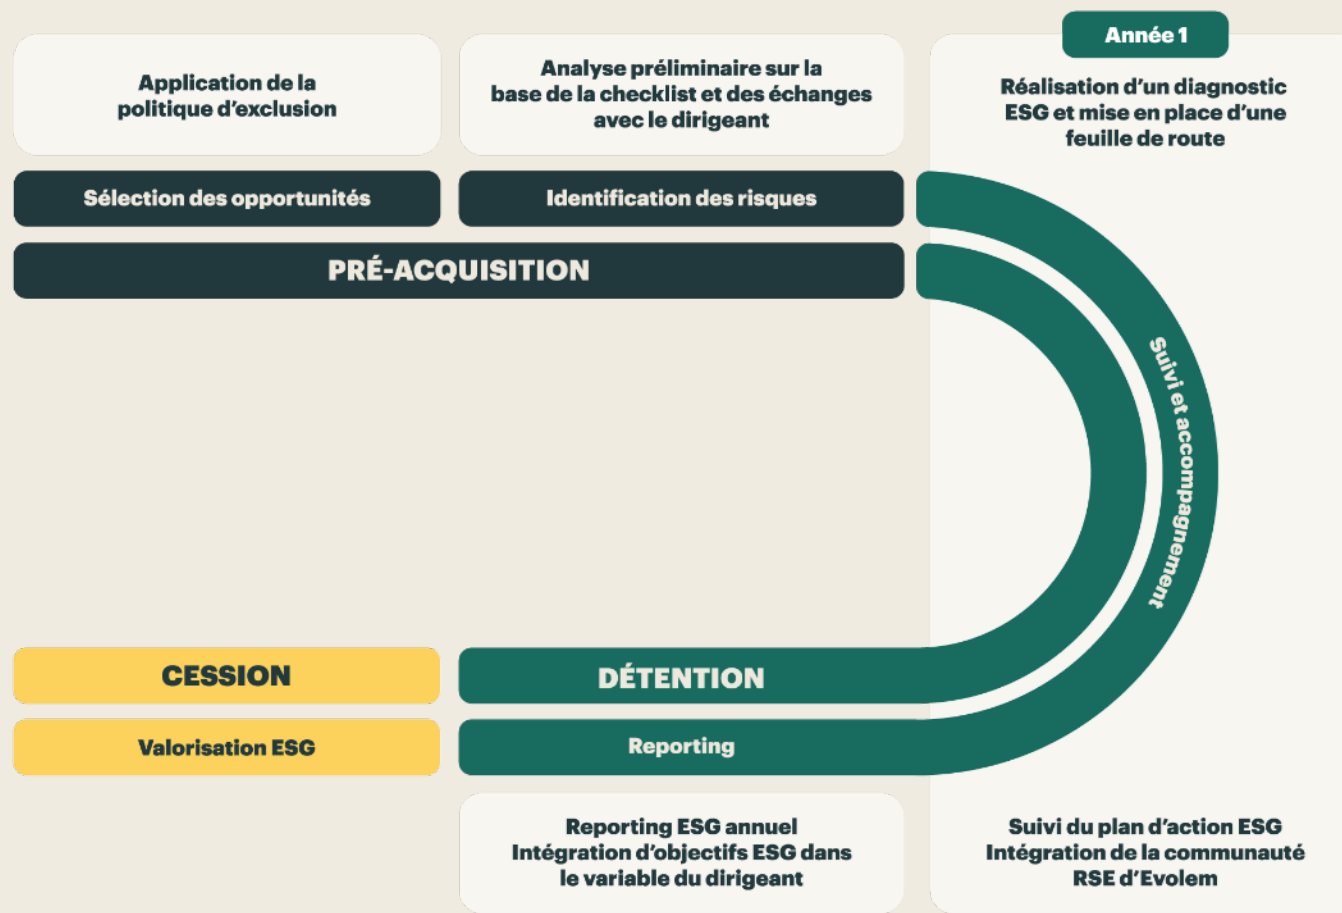 Application de la
politique d'exclusion
Analyse préliminaire sur la
base de la checklist et des échanges
avec le dirigeant
Année 1
Réalisation d'un diagnostic
ESG et mise en place d'une
feuille de route
Sélection des opportunités
Identification des risques
PRÉ-ACQUISITION
Suivi et accompagnement
CESSION
DÉTENTION
Valorisation ESG
Reporting
Reporting ESG annuel
Intégration d'objectifs ESG dans
le variable du dirigeant
Suivi du plan d'action ESG
Intégration de la communauté
RSE d'Evolem